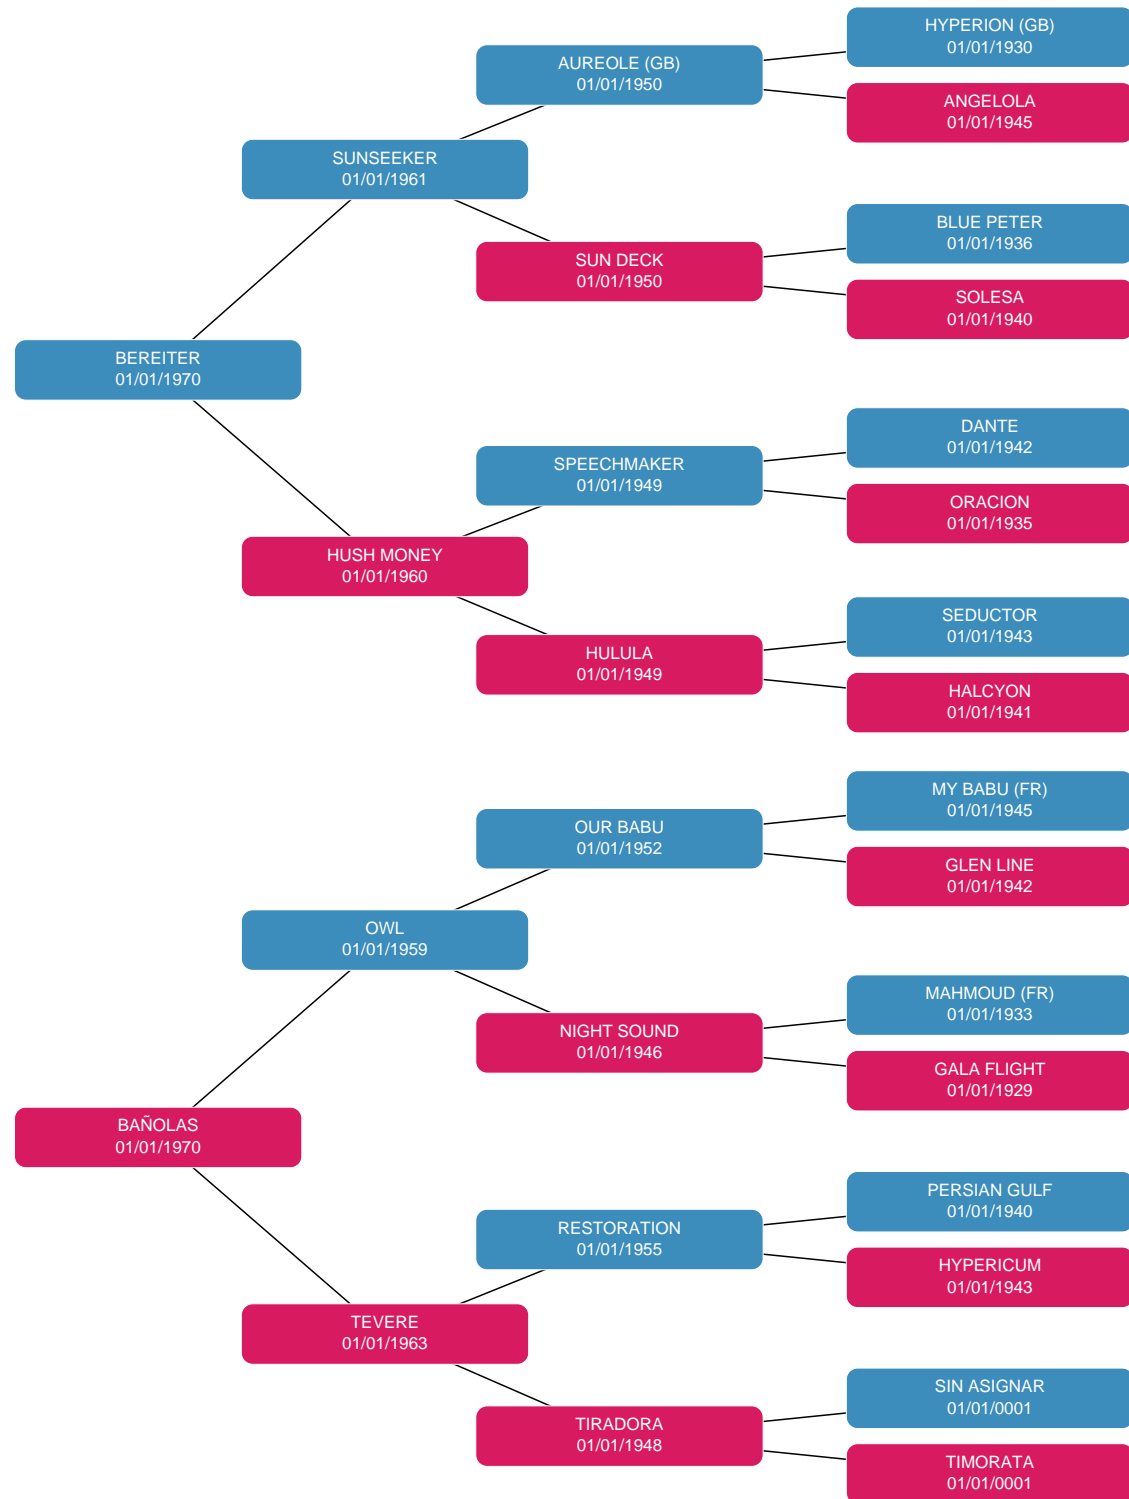 HYPERION (GB)
01/01/1930
AUREOLE (GB)
01/01/1950
ANGELOLA
01/01/1945
SUNSEEKER
01/01/1961
BLUE PETER
01/01/1936
SUN DECK
01/01/1950
SOLESA
01/01/1940
BEREITER
01/01/1970
DANTE
01/01/1942
SPEECHMAKER
01/01/1949
ORACION
01/01/1935
HUSH MONEY
01/01/1960
SEDUCTOR
01/01/1943
HULULA
01/01/1949
HALCYON
01/01/1941
MY BABU (FR)
01/01/1945
OUR BABU
01/01/1952
GLEN LINE
01/01/1942
OWL
01/01/1959
MAHMOUD (FR)
01/01/1933
NIGHT SOUND
01/01/1946
GALA FLIGHT
01/01/1929
BAÑOLAS
01/01/1970
PERSIAN GULF
01/01/1940
RESTORATION
01/01/1955
HYPERICUM
01/01/1943
TEVERE
01/01/1963
SIN ASIGNAR
01/01/0001
TIRADORA
01/01/1948
TIMORATA
01/01/0001